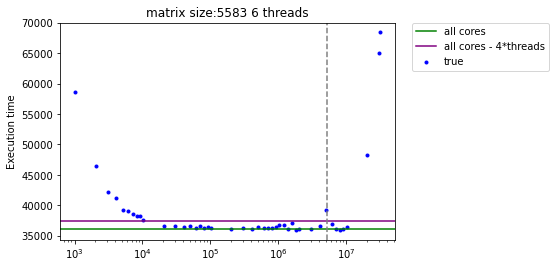 matrix size:5583 6 threads
70000
65000
60000
55000
50000
45000
40000
35000
Execution time
10³ 10⁴ 10⁵ 10⁶ 10⁷
all cores
all cores - 4*threads
true